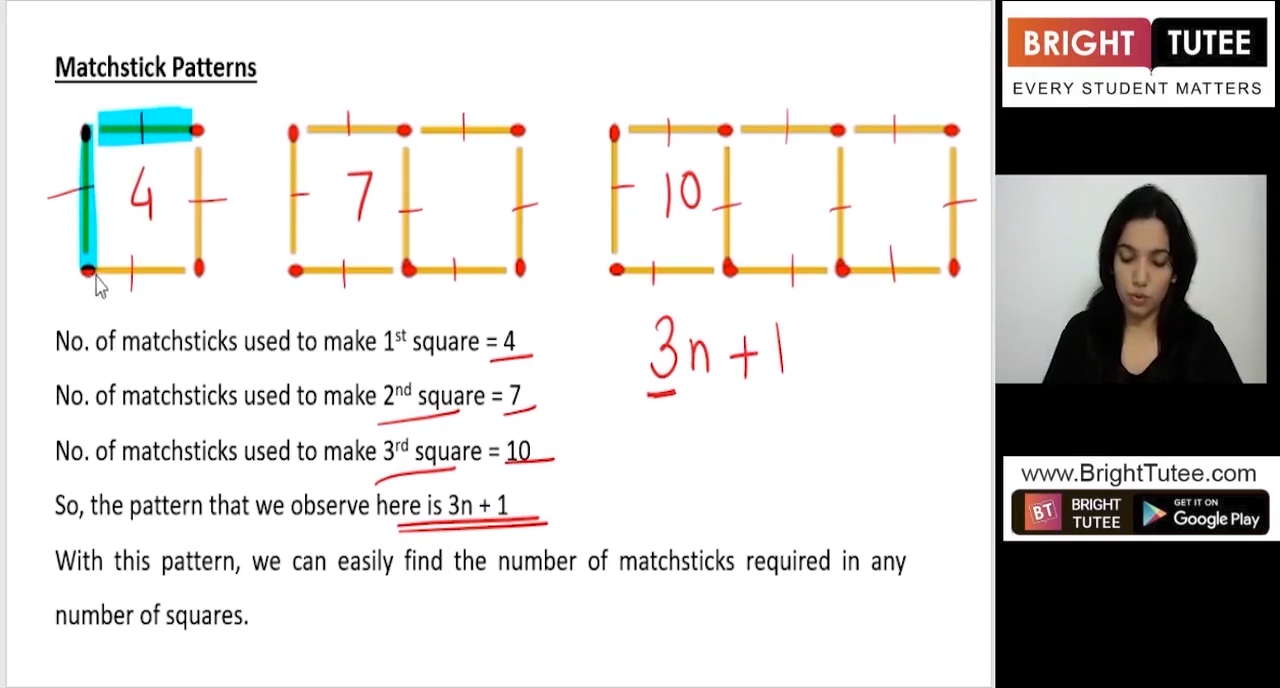 Matchstick Patterns
4
7
10
No. of matchsticks used to make 1st square = 4
No. of matchsticks used to make 2nd square = 7
No. of matchsticks used to make 3rd square = 10
So, the pattern that we observe here is 3n + 1
With this pattern, we can easily find the number of matchsticks required in any
number of squares.
3n + 1
BRIGHT TUTEE
EVERY STUDENT MATTERS
www.BrightTutee.com
BT
BRIGHT
TUTEE
GET IT ON
Google Play